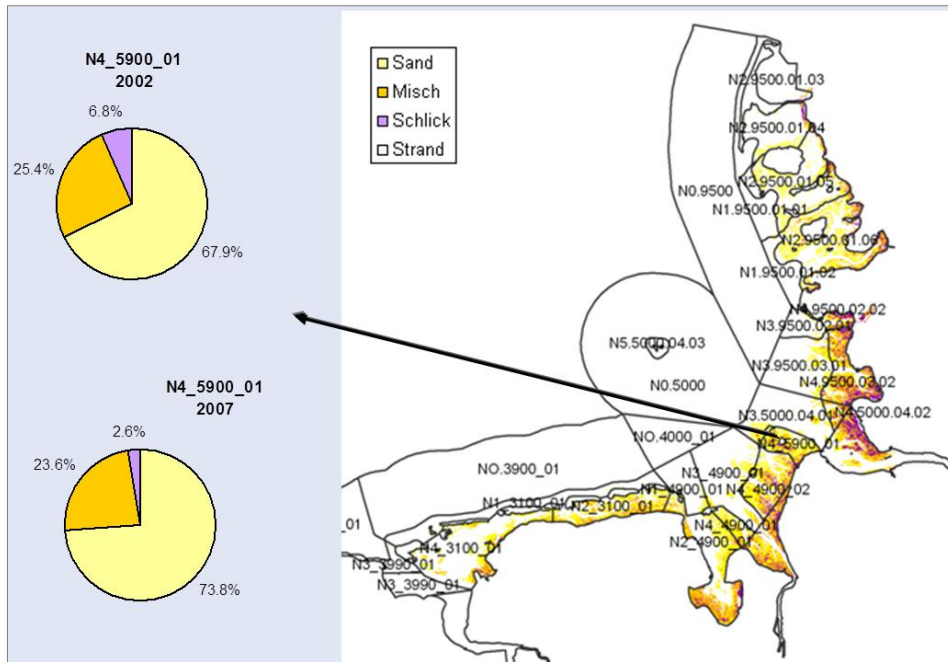 N4_5900_01
2002
6.8%
25.4%
67.9%
N4_5900_01
2007
2.6%
23.6%
73.8%
Sand
Misch
Schlick
Strand
N2.9500.01.03
N2.9500.01.04
N2.9500.01.05
N0.9500
N1.9500.01.01
N2.9500.01.06
N1.9500.01.02
N4.9500.02.02
N3.9500.02.01
N5.5000.04.03
N3.9500.03.01
N0.5000
N4.9500.03.02
N3.5000.04.01
N4.5000.04.02
NO.4000_01
N4_5900_01
NO.3900_01
N3_4900_01
N1_4900_01
N4_4900_02
N1_3100_01
N2_3100_01
_01
N4_4900_01
N2_4900_01
N4_3100_01
N3_3990_01
N3_3990_01